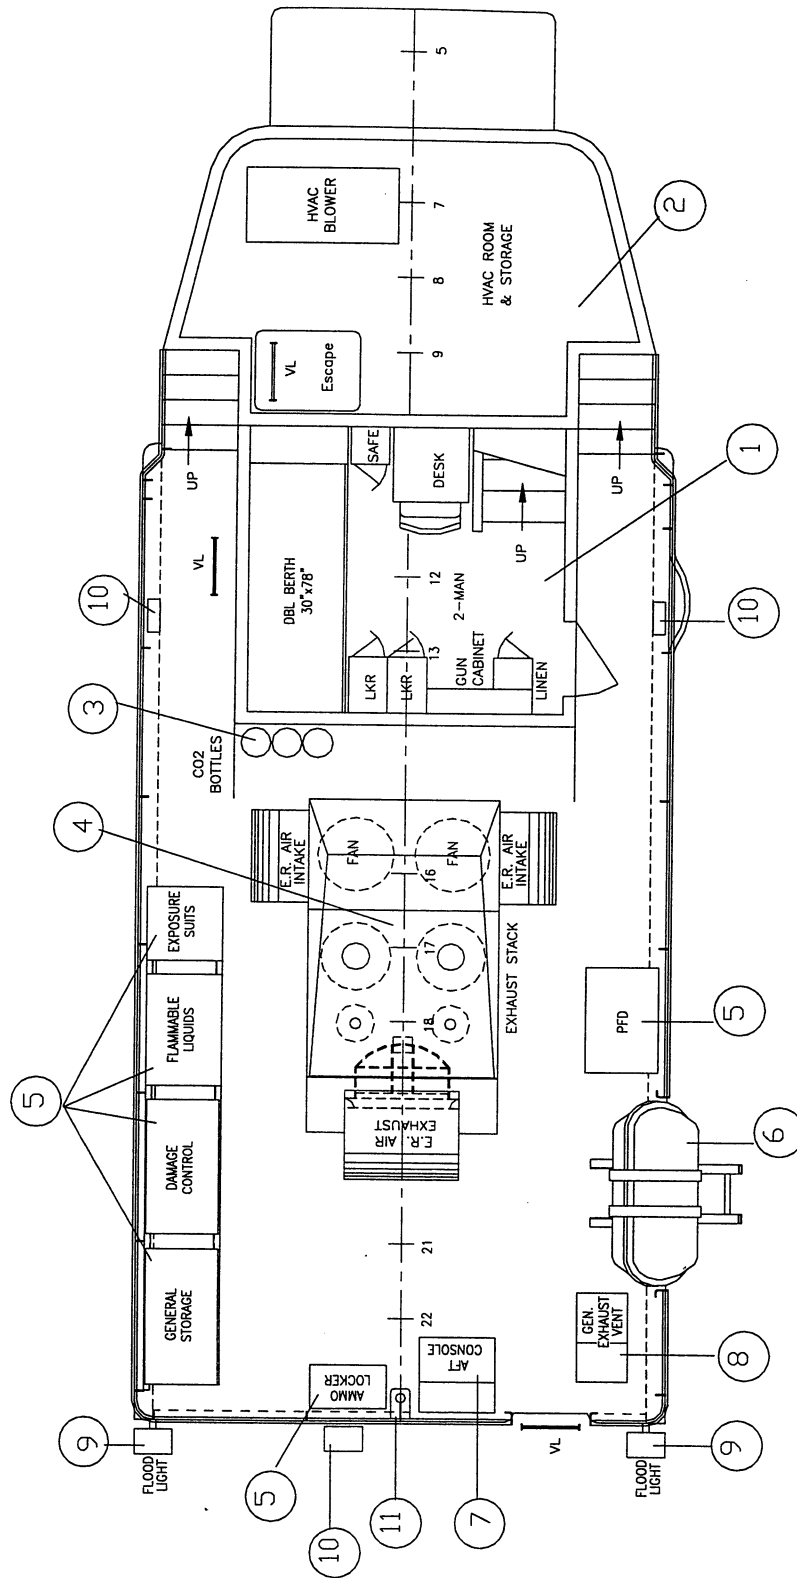 5
HVAC
BLOWER
7
8
9
HVAC ROOM
& STORAGE
2
VL
Escape
UP
SAFE
DESK
UP
UP
1
VL
10
DBL BERTH
30"x78"
12
2-MAN
13
LKR
LKR
GUN
CABINET
LINEN
10
3
CO2
BOTTLES
4
E.R. AIR
INTAKE
FAN
FAN
16
E.R. AIR
INTAKE
5
EXPOSURE
SUITS
FLAMMABLE
LIQUIDS
DAMAGE
CONTROL
GENERAL
STORAGE
17
18
EXHAUST STACK
E.R. AIR
EXHAUST
PFD
5
6
21
22
GEN.
EXHAUST
VENT
8
AMMO
LOCKER
5
AFT
CONSOLE
7
9
FLOOD
LIGHT
10
11
VL
FLOOD
LIGHT
9